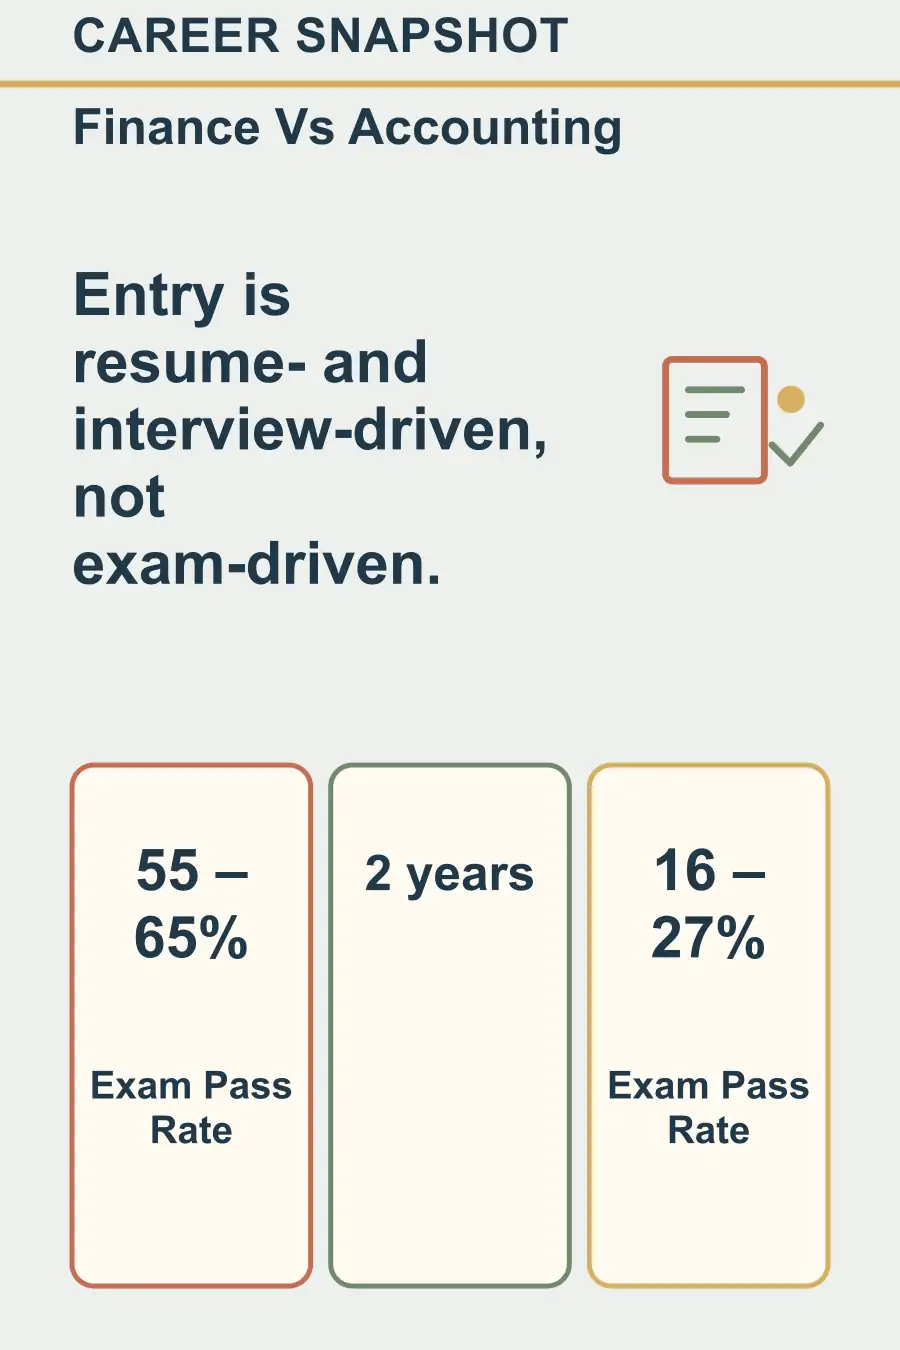 CAREER SNAPSHOT
Finance Vs Accounting
Entry is
resume- and
interview-driven,
not
exam-driven.
55 –
65%
Exam Pass
Rate
2 years
16 –
27%
Exam Pass
Rate